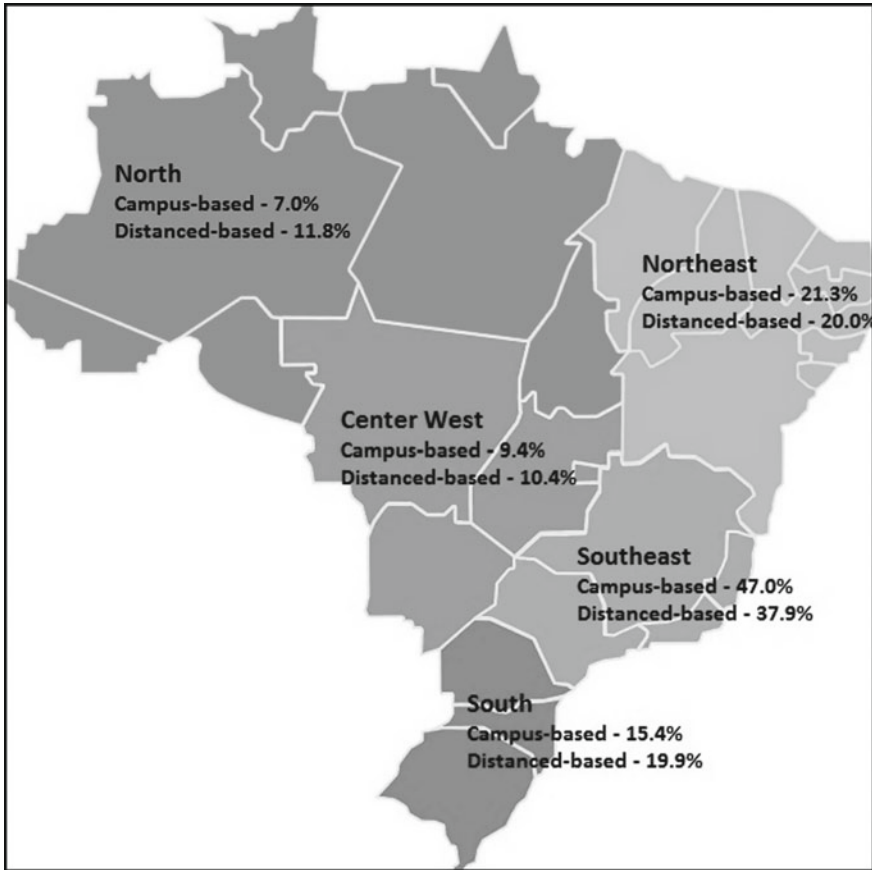 North
Campus-based - 7.0%
Distanced-based - 11.8%
Northeast
Campus-based - 21.3%
Distanced-based - 20.0%
Center West
Campus-based - 9.4%
Distanced-based - 10.4%
Southeast
Campus-based - 47.0%
Distanced-based - 37.9%
South
Campus-based - 15.4%
Distanced-based - 19.9%